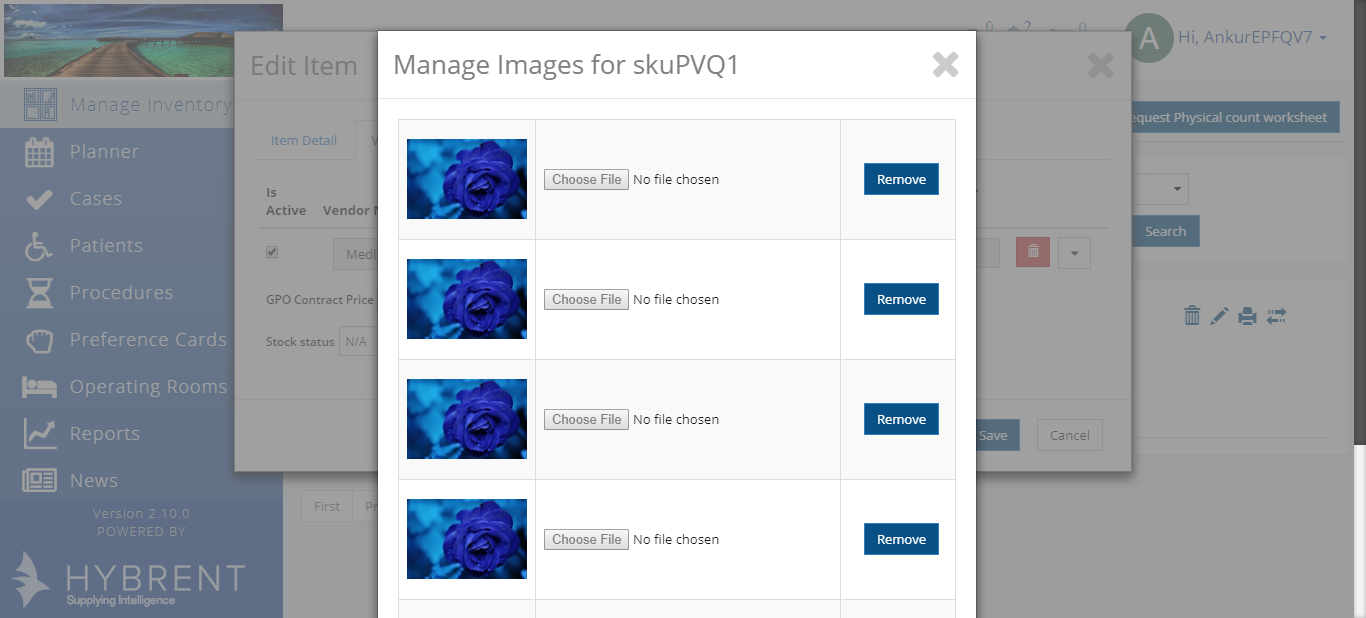 0 2 0
A Hi, AnkurEPFQV7
Manage Inventory
Planner
Cases
Patients
Procedures
Preference Cards
Operating Rooms
Reports
News
Version 2.10.0
POWERED BY
HYBRENT
Supplying Intelligence
Edit Item
Item Detail
Is
Active Vendor
Medi
GPO Contract Price
Stock status N/A
Save Cancel
Manage Images for skuPVQ1
Choose File No file chosen Remove
Choose File No file chosen Remove
Choose File No file chosen Remove
Choose File No file chosen Remove
equest Physical count worksheet
Search
First